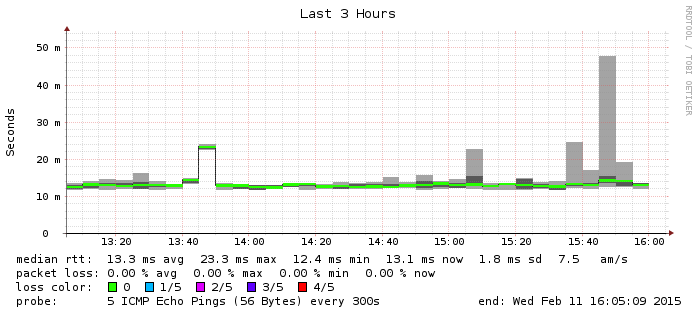 Last 3 Hours
RRDTOOL / TOBI OETIKER
Seconds
50 m
40 m
30 m
20 m
10 m
0
13:20 13:40 14:00 14:20 14:40 15:00 15:20 15:40 16:00
median rtt: 13.3 ms avg 23.3 ms max 12.4 ms min 13.1 ms now 1.8 ms sd 7.5 am/s
packet loss: 0.00 % avg 0.00 % max 0.00 % min 0.00 % now
loss color: 0 1/5 2/5 3/5 4/5
probe: 5 ICMP Echo Pings (56 Bytes) every 300s end: Wed Feb 11 16:05:09 2015